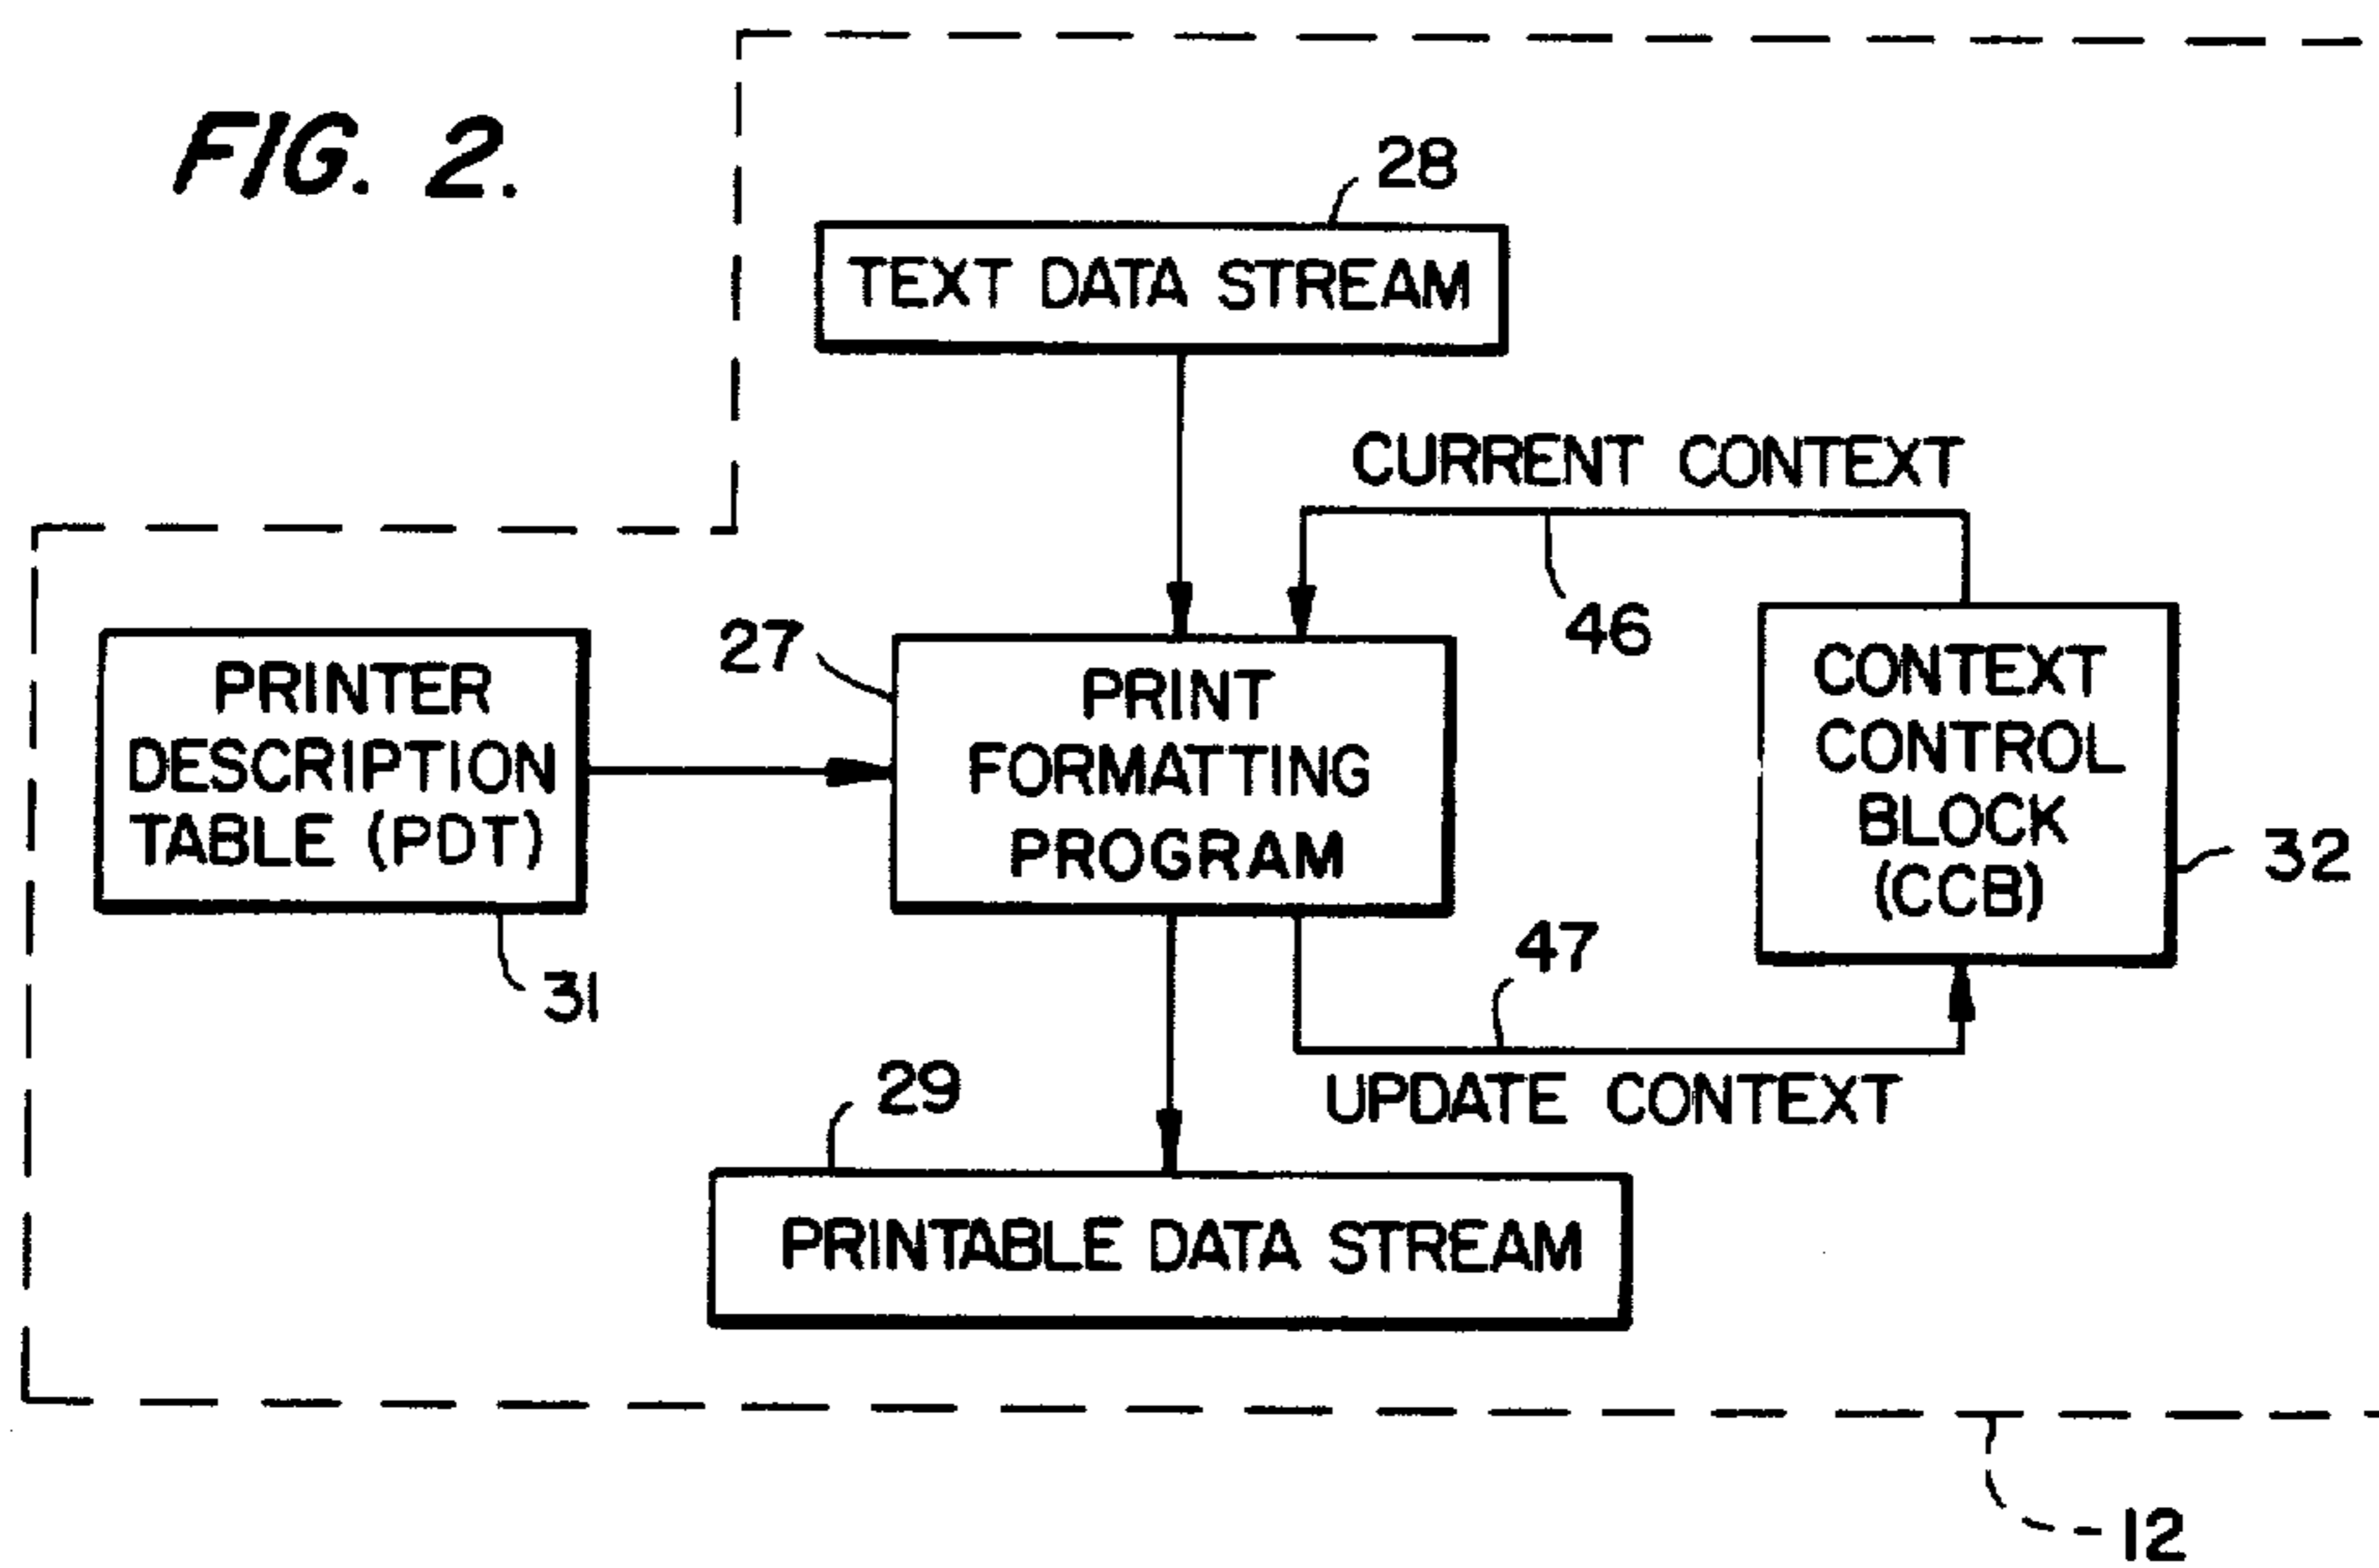 FIG. 2.
28
TEXT DATA STREAM
CURRENT CONTEXT
46
27
PRINTER
DESCRIPTION
TABLE (PDT)
31
PRINT
FORMATTING
PROGRAM
CONTEXT
CONTROL
BLOCK
(CCB)
32
47
UPDATE CONTEXT
29
PRINTABLE DATA STREAM
12